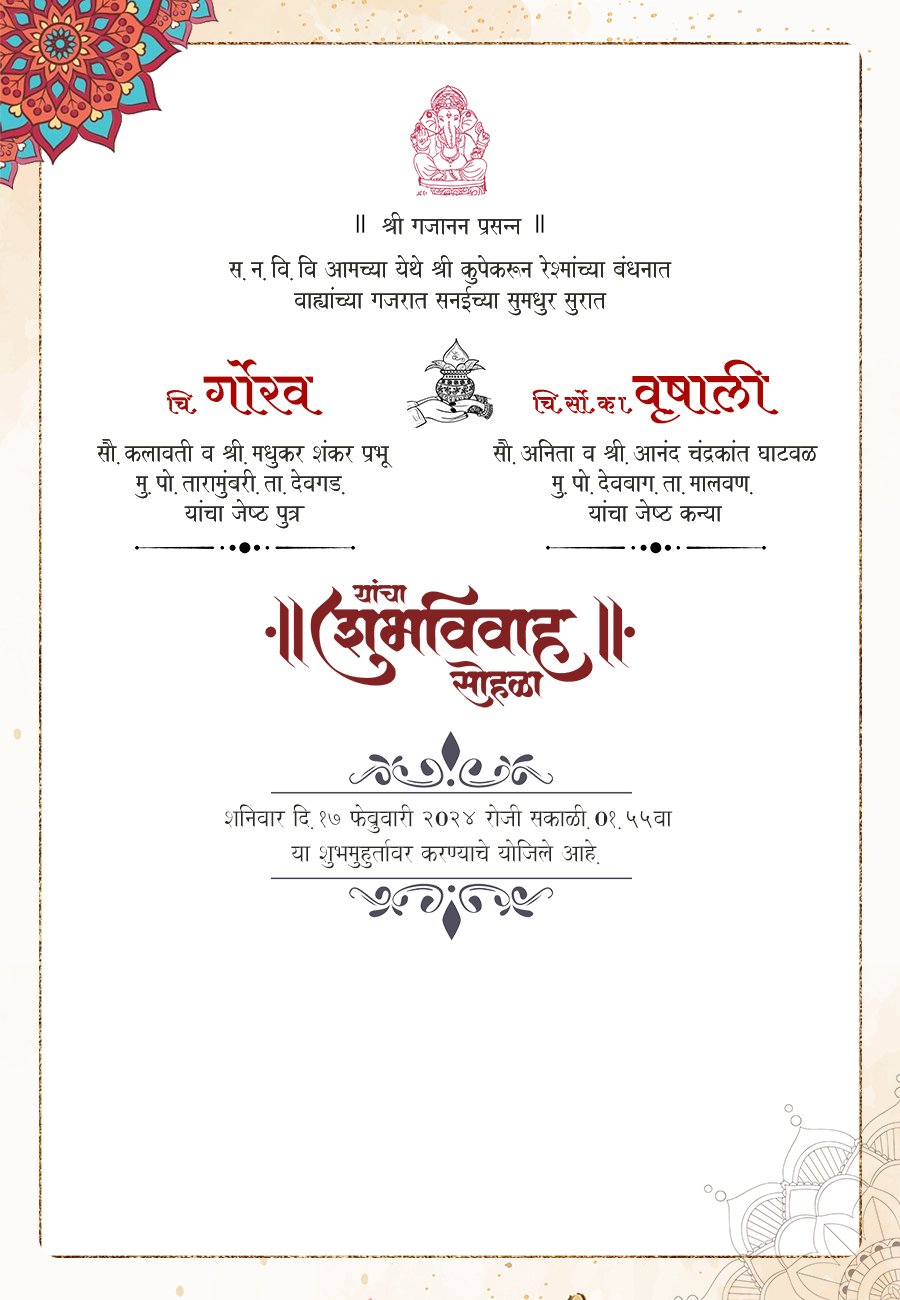 ॥ श्री गजानन प्रसन्न ॥
स. न. वि. वि आमच्या येथे श्री कुपेकरून रेश्मांच्या बंधनात
वाह्यांच्या गजरात सनईच्या सुमधुर सुरात
चि. गौरव
सौ. कलावती व श्री. मधुकर शंकर प्रभू
मु. पो. तारामुंबरी. ता. देवगड.
यांचा जेष्ठ पुत्र
चि. सौ. का. वृषाली
सौ. अनिता व श्री. आनंद चंद्रकांत घाटवळ
मु. पो. देवबाग. ता. मालवण.
यांचा जेष्ठ कन्या
यांचा
॥ शुभविवाह ॥
सोहळा
शनिवार दि. १७ फेब्रुवारी २०२४ रोजी सकाळी. ०१. ५५वा
या शुभमुहुर्तावर करण्याचे योजिले आहे.